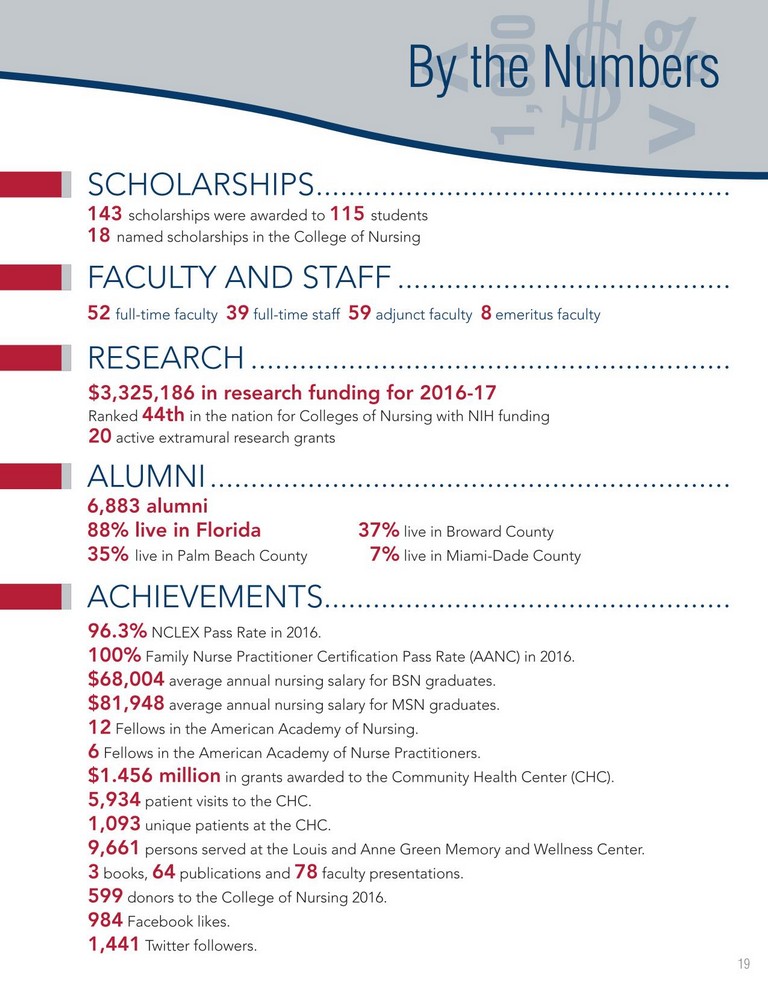 By the Numbers
1,000
$
%
V
SCHOLARSHIPS..................................................
143 scholarships were awarded to 115 students
18 named scholarships in the College of Nursing
FACULTY AND STAFF ........................................
52 full-time faculty 39 full-time staff 59 adjunct faculty 8 emeritus faculty
RESEARCH ..........................................................
$3,325,186 in research funding for 2016-17
Ranked 44th in the nation for Colleges of Nursing with NIH funding
20 active extramural research grants
ALUMNI...............................................................
6,883 alumni
88% live in Florida 37% live in Broward County
35% live in Palm Beach County 7% live in Miami-Dade County
ACHIEVEMENTS.................................................
96.3% NCLEX Pass Rate in 2016.
100% Family Nurse Practitioner Certification Pass Rate (AANC) in 2016.
$68,004 average annual nursing salary for BSN graduates.
$81,948 average annual nursing salary for MSN graduates.
12 Fellows in the American Academy of Nursing.
6 Fellows in the American Academy of Nurse Practitioners.
$1.456 million in grants awarded to the Community Health Center (CHC).
5,934 patient visits to the CHC.
1,093 unique patients at the CHC.
9,661 persons served at the Louis and Anne Green Memory and Wellness Center.
3 books, 64 publications and 78 faculty presentations.
599 donors to the College of Nursing 2016.
984 Facebook likes.
1,441 Twitter followers.
19